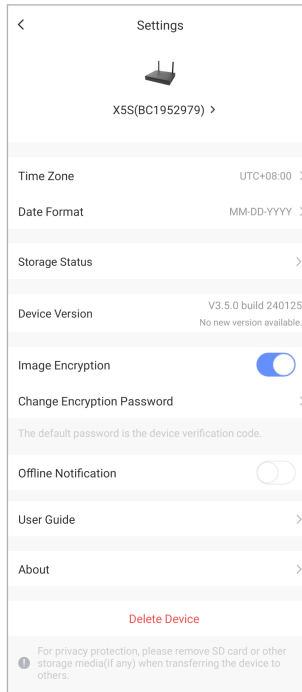 Settings
X5S(BC1952979) >
Time Zone UTC+08:00
Date Format MM-DD-YYYY
Storage Status
Device Version V3.5.0 build 240125
No new version available.
Image Encryption
Change Encryption Password
The default password is the device verification code.
Offline Notification
User Guide
About
Delete Device
For privacy protection, please remove SD card or other
storage media(if any) when transferring the device to
others.